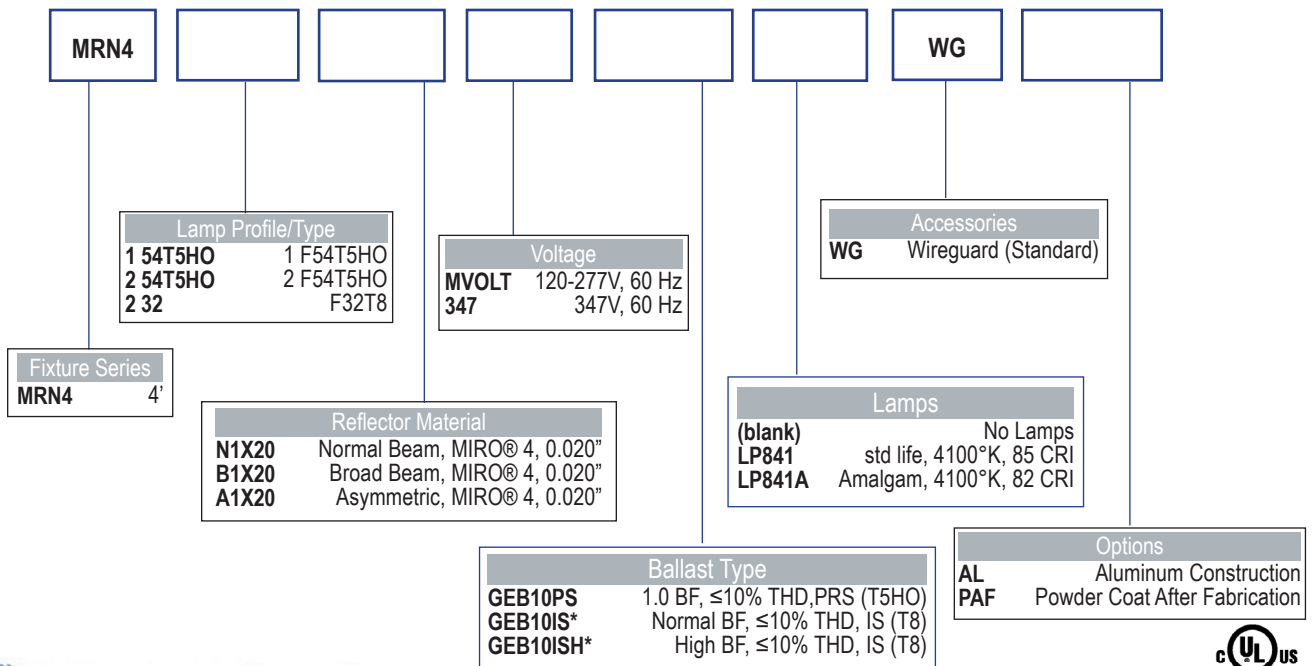 MRN4
WG
Lamp Profile/Type
1 54T5HO 1 F54T5HO
2 54T5HO 2 F54T5HO
2 32 F32T8
Voltage
MVOLT 120-277V, 60 Hz
347 347V, 60 Hz
Accessories
WG Wireguard (Standard)
Fixture Series
MRN4 4’
Reflector Material
N1X20 Normal Beam, MIRO® 4, 0.020”
B1X20 Broad Beam, MIRO® 4, 0.020”
A1X20 Asymmetric, MIRO® 4, 0.020”
Lamps
(blank) No Lamps
LP841 std life, 4100°K, 85 CRI
LP841A Amalgam, 4100°K, 82 CRI
Ballast Type
GEB10PS 1.0 BF, ≤10% THD,PRS (T5HO)
GEB10IS* Normal BF, ≤10% THD, IS (T8)
GEB10ISH* High BF, ≤10% THD, IS (T8)
Options
AL Aluminum Construction
PAF Powder Coat After Fabrication
c UL us